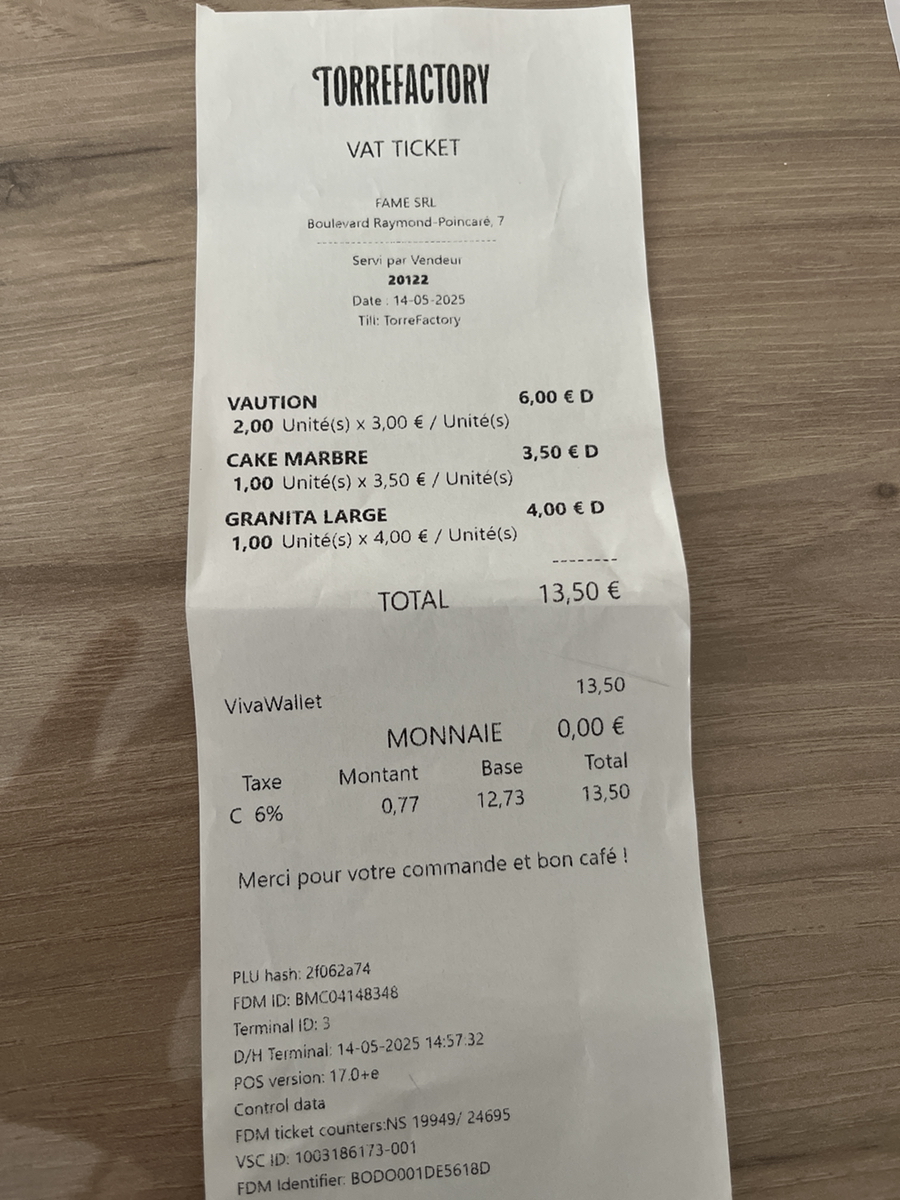 TORREFACTORY
VAT TICKET
FAME SRL
Boulevard Raymond-Poincaré, 7
--------------------------------
Servi par Vendeur
20122
Date : 14-05-2025
Till: TorreFactory
VAUTION 6,00 € D
2,00 Unité(s) x 3,00 € / Unité(s)
CAKE MARBRE 3,50 € D
1,00 Unité(s) x 3,50 € / Unité(s)
GRANITA LARGE 4,00 € D
1,00 Unité(s) x 4,00 € / Unité(s)
--------
TOTAL 13,50 €
VivaWallet 13,50
MONNAIE 0,00 €
Taxe Montant Base Total
C 6% 0,77 12,73 13,50
Merci pour votre commande et bon café !
PLU hash: 2f062a74
FDM ID: BMC04148348
Terminal ID: 3
D/H Terminal: 14-05-2025 14:57:32
POS version: 17.0+e
Control data
FDM ticket counters:NS 19949/ 24695
VSC ID: 1003186173-001
FDM Identifier: BODO001DE5618D